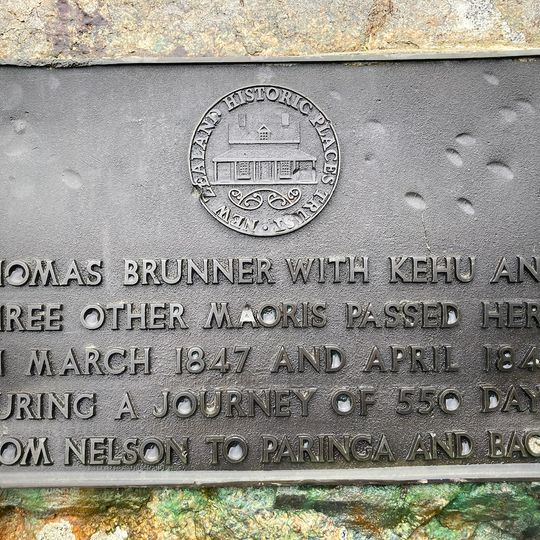 NEW ZEALAND HISTORIC PLACES TRUST
HOMAS BRUNNER WITH KEHU AN
REE OTHER MAORIS PASSED HER
MARCH 1847 AND APRIL 184
URING A JOURNEY OF 550 DAY
OM NELSON TO PARINGA AND BAC